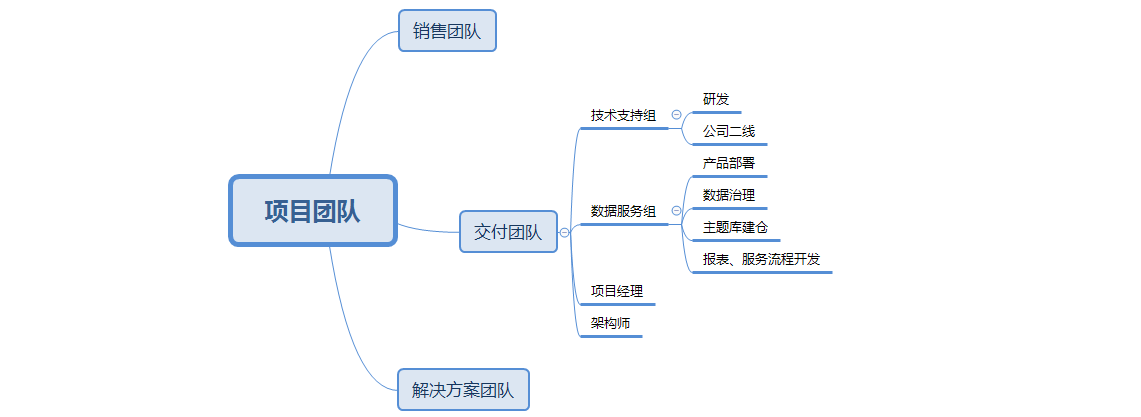 销售团队
研发
技术支持组
公司二线
产品部署
数据治理
项目团队
数据服务组
主题库建仓
交付团队
报表、服务流程开发
项目经理
架构师
解决方案团队